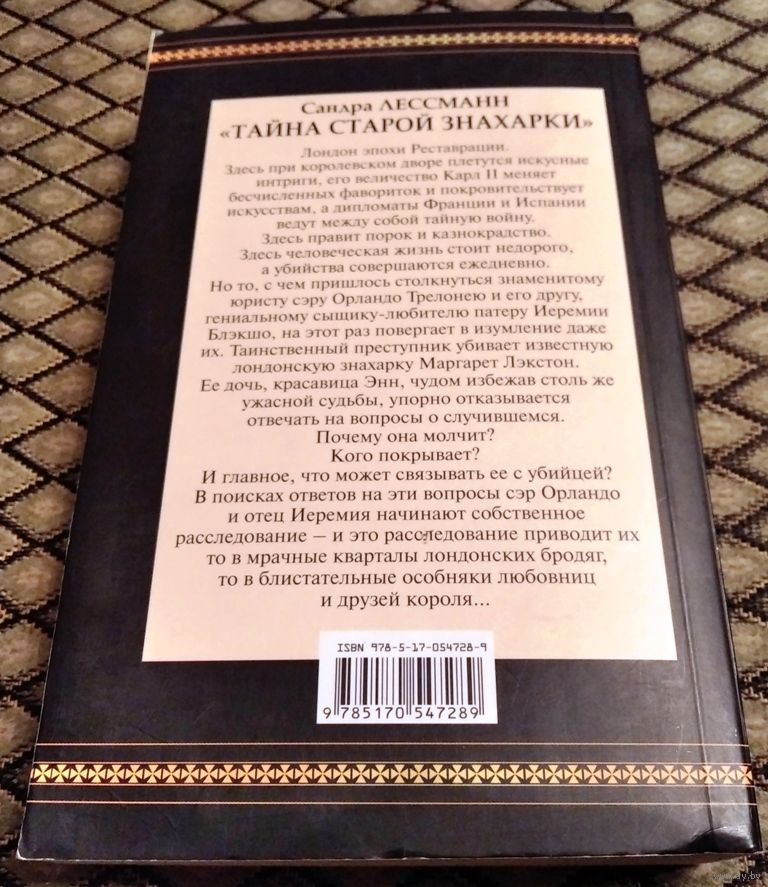 Сандра ЛЕССМАНН
«ТАЙНА СТАРОЙ ЗНАХАРКИ»
Лондон эпохи Реставрации.
Здесь при королевском дворе плетутся искусные
интриги, его величество Карл II меняет
бесчисленных фавориток и покровительствует
искусствам, а дипломаты Франции и Испании
ведут между собой тайную войну.
Здесь правит порок и казнокрадство.
Здесь человеческая жизнь стоит недорого,
а убийства совершаются ежедневно.
Но то, с чем пришлось столкнуться знаменитому
юристу сэру Орландо Трелонею и его другу,
гениальному сыщику-любителю патеру Иеремии
Блэкшо, на этот раз повергает в изумление даже
их. Таинственный преступник убивает известную
лондонскую знахарку Маргарет Лэкстон.
Ее дочь, красавица Энн, чудом избежав столь же
ужасной судьбы, упорно отказывается
отвечать на вопросы о случившемся.
Почему она молчит?
Кого покрывает?
И главное, что может связывать ее с убийцей?
В поисках ответов на эти вопросы сэр Орландо
и отец Иеремия начинают собственное
расследование – и это расследование приводит их
то в мрачные кварталы лондонских бродяг,
то в блистательные особняки любовниц
и друзей короля...
ISBN 978-5-17-054728-9
9 785170 547289
www.ay.by